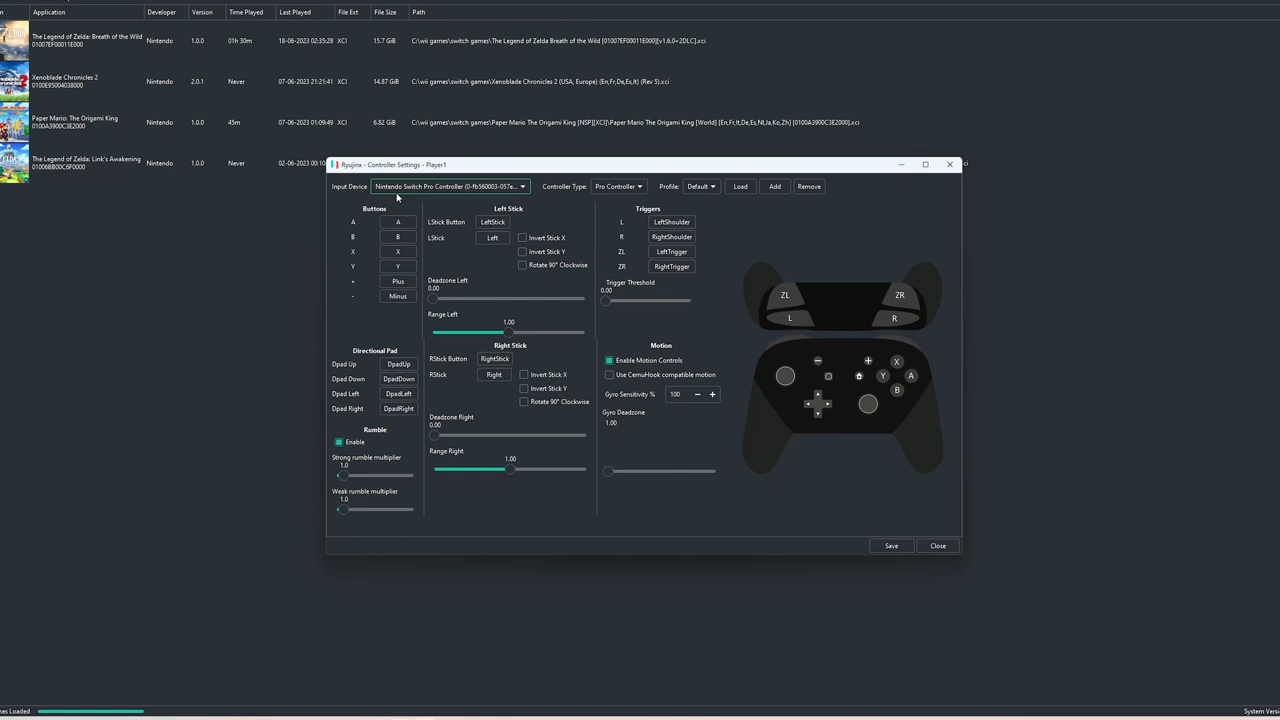 n Application Developer Version Time Played Last Played File Ext File Size Path
The Legend of Zelda: Breath of the Wild
01007EF00011E000
Nintendo 1.0.0 01h 30m 18-06-2023 02:35:28 XCI 15.7 GiB C:\wii games\switch games\The Legend of Zelda Breath of the Wild [01007EF00011E000][v1.6.0+2DLC].xci
Xenoblade Chronicles 2
0100E95004038000
Nintendo 2.0.1 Never 07-06-2023 21:21:41 XCI 14.87 GiB C:\wii games\switch games\Xenoblade Chronicles 2 (USA, Europe) (En,Fr,De,Es,It) (Rev 5).xci
Paper Mario: The Origami King
0100A3900C3E2000
Nintendo 1.0.0 45m 07-06-2023 01:09:49 XCI 6.82 GiB C:\wii games\switch games\Paper Mario The Origami King [NSP][XCI]\Paper Mario The Origami King [World] [En,Fr,It,De,Es,Nl,Ja,Ko,Zh] [0100A3900C3E2000].xci
The Legend of Zelda: Link's Awakening
01006BB00C6F0000
Nintendo 1.0.0 Never 02-06-2023 00:10 ci
Ryujinx - Controller Settings - Player1
Input Device Nintendo Switch Pro Controller (0-fb560003-057e... Controller Type: Pro Controller Profile: Default Load Add Remove
Buttons
A A
B B
X X
Y Y
+ Plus
- Minus
Left Stick
LStick Button LeftStick
LStick Left
Invert Stick X
Invert Stick Y
Rotate 90° Clockwise
Deadzone Left
0.00
Range Left
1.00
Triggers
L LeftShoulder
R RightShoulder
ZL LeftTrigger
ZR RightTrigger
Trigger Threshold
0.00
Directional Pad
Dpad Up DpadUp
Dpad Down DpadDown
Dpad Left DpadLeft
Dpad Right DpadRight
Rumble
Enable
Strong rumble multiplier
1.0
Weak rumble multiplier
1.0
Right Stick
RStick Button RightStick
RStick Right
Invert Stick X
Invert Stick Y
Rotate 90° Clockwise
Deadzone Right
0.00
Range Right
1.00
Motion
Enable Motion Controls
Use CemuHook compatible motion
Gyro Sensitivity % 100 − +
Gyro Deadzone
1.00
ZL ZR
L R
X
Y A
B
Save Close
nes Loaded System Versi